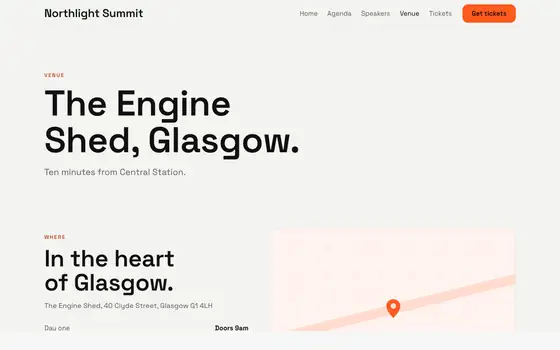 Northlight Summit
Home Agenda Speakers Venue Tickets Get tickets
VENUE
The Engine
Shed, Glasgow.
Ten minutes from Central Station.
WHERE
In the heart
of Glasgow.
The Engine Shed, 40 Clyde Street, Glasgow G1 4LH
Day one Doors 9am